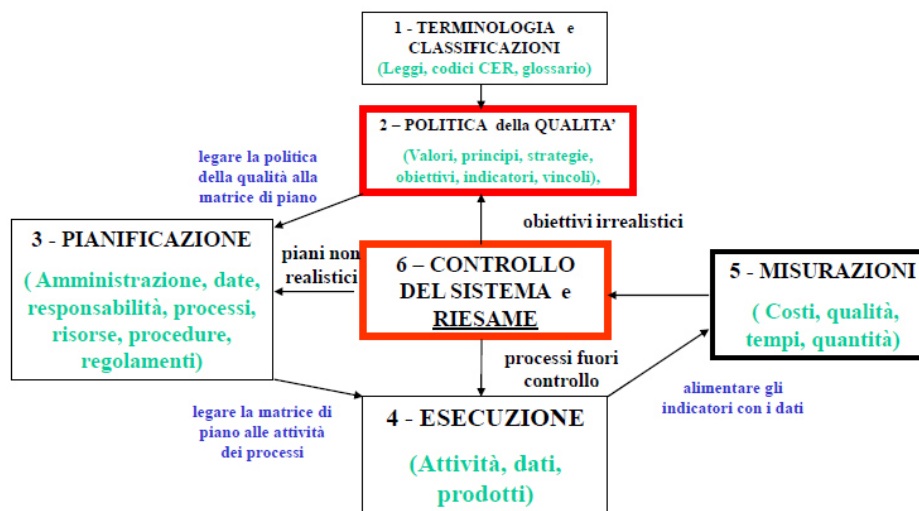 1 - TERMINOLOGIA e
CLASSIFICAZIONI
(Leggi, codici CER, glossario)
2 – POLITICA della QUALITA’
(Valori, principi, strategie,
obiettivi, indicatori, vincoli),
legare la politica
della qualità alla
matrice di piano
obiettivi irrealistici
3 - PIANIFICAZIONE
( Amministrazione, date,
responsabilità, processi,
risorse, procedure,
regolamenti)
piani non
realistici
6 – CONTROLLO
DEL SISTEMA e
RIESAME
5 - MISURAZIONI
( Costi, qualità,
tempi, quantità)
processi fuori
controllo
alimentare gli
indicatori con i dati
legare la matrice di
piano alle attività
dei processi
4 - ESECUZIONE
(Attività, dati,
prodotti)